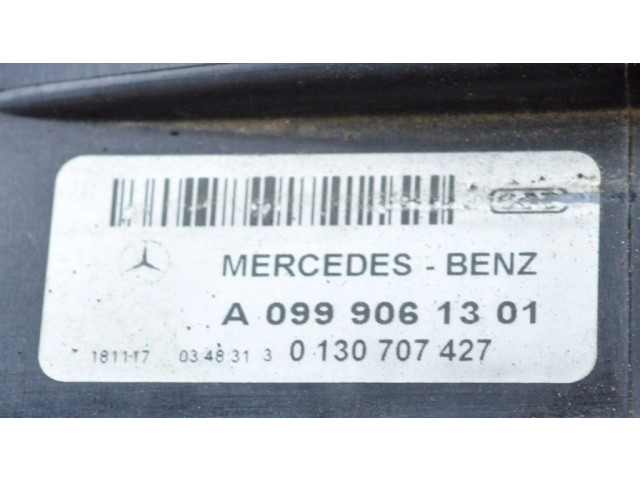 MERCEDES - BENZ
A 099 906 13 01
181117 03 48 31 3 0 130 707 427